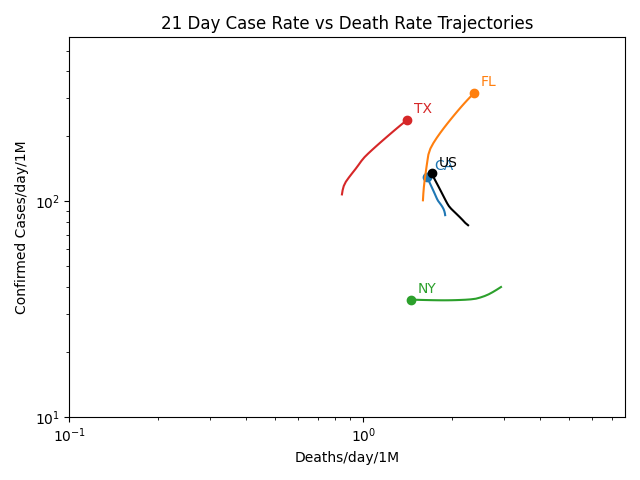 21 Day Case Rate vs Death Rate Trajectories
FL
TX
US
CA
NY
Confirmed Cases/day/1M
10²
10¹
10⁻¹
10⁰
Deaths/day/1M